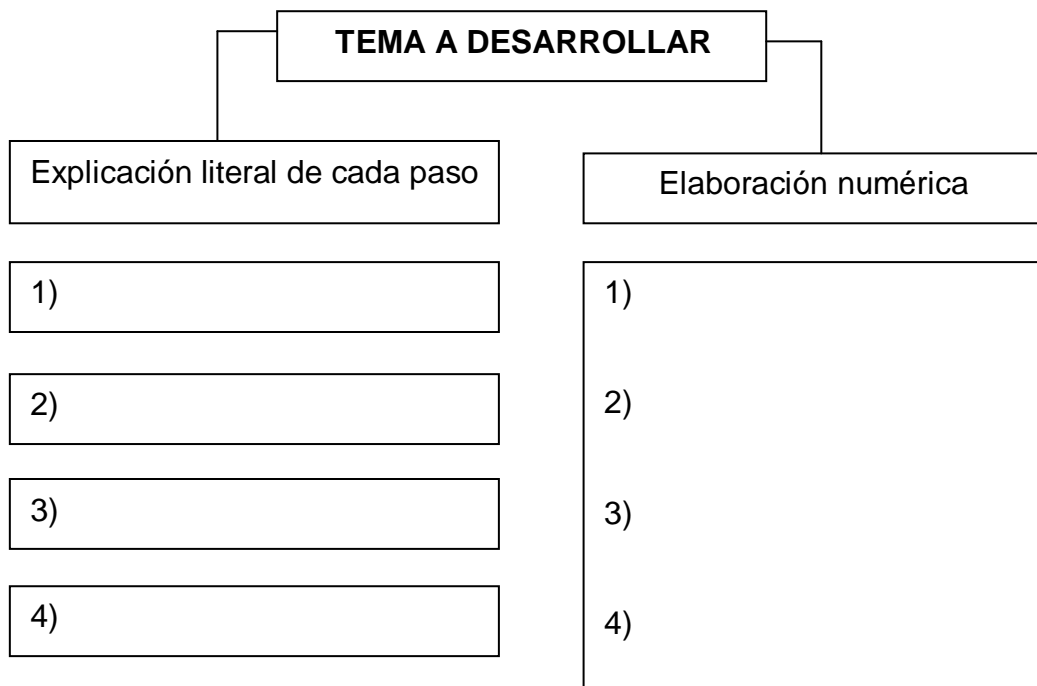 TEMA A DESARROLLAR
Explicación literal de cada paso
Elaboración numérica
1)
2)
3)
4)
1)
2)
3)
4)